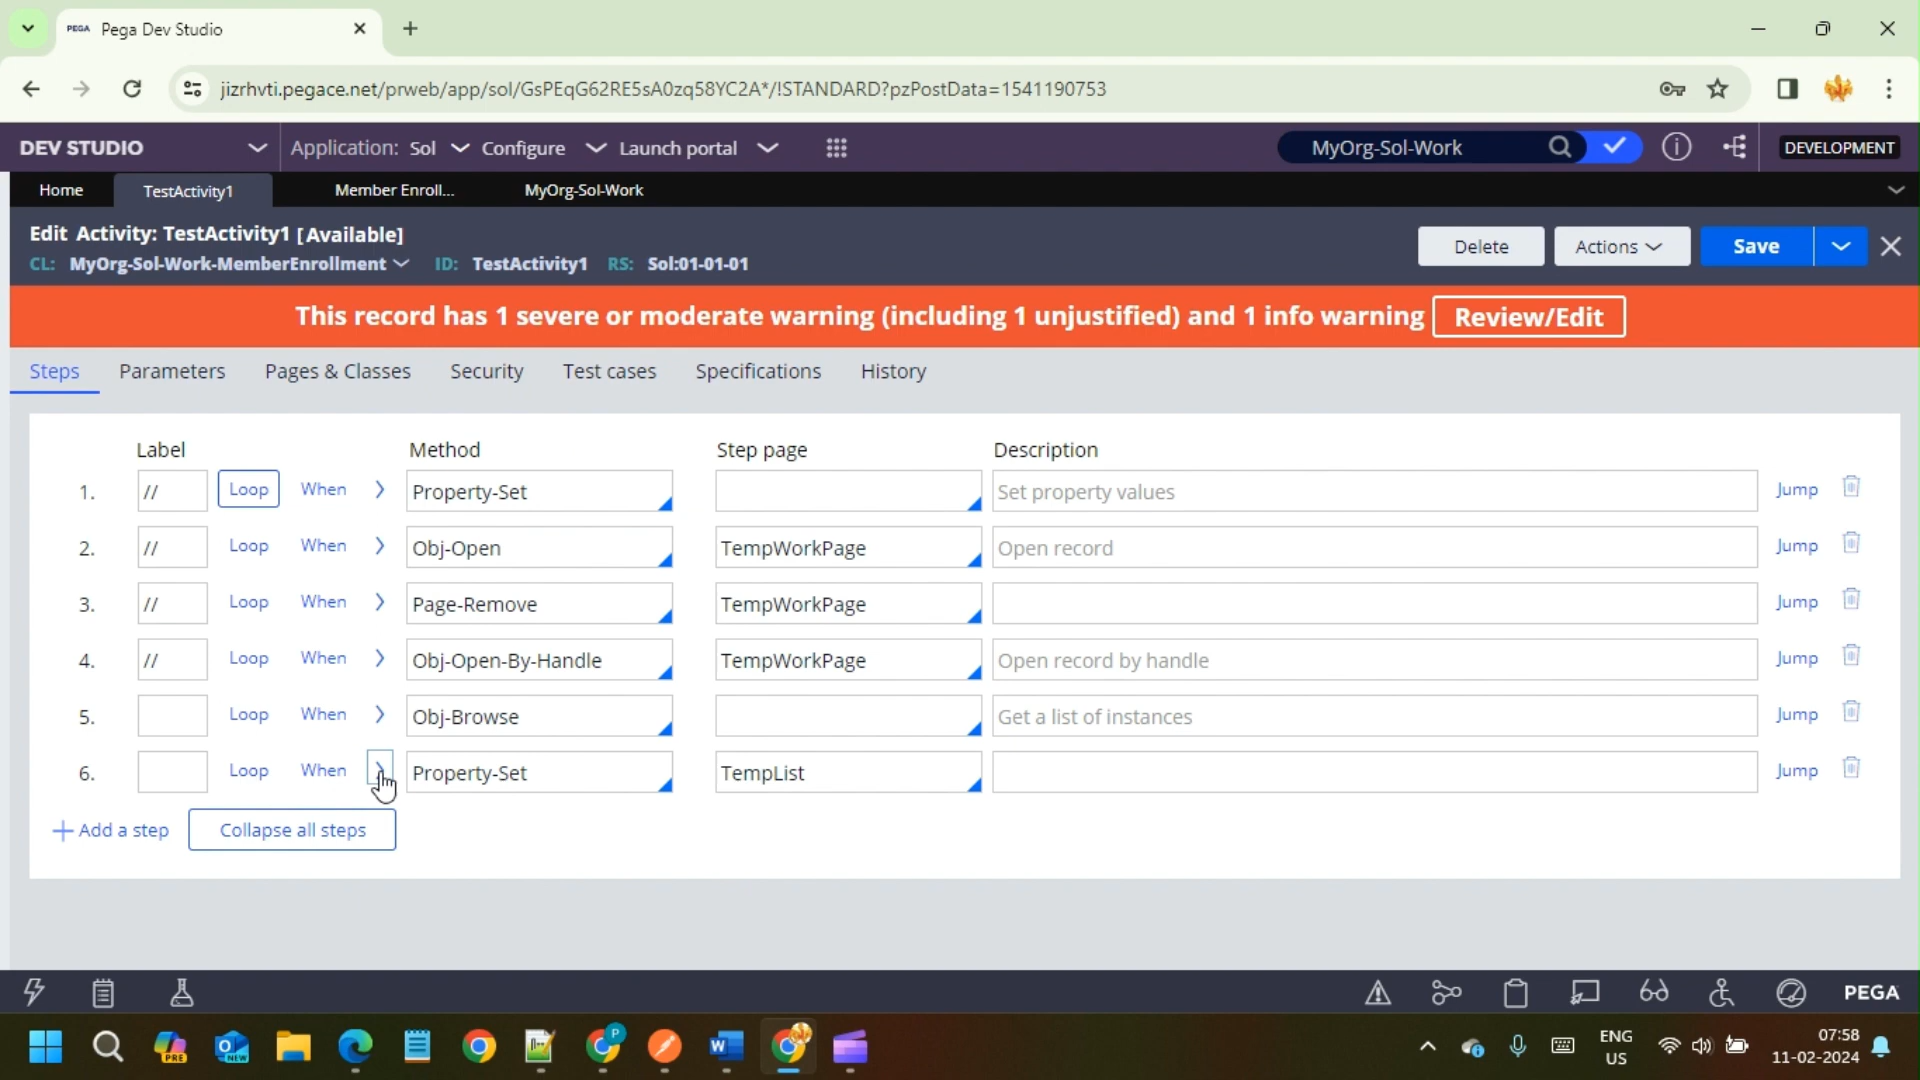 PEGA Pega Dev Studio
jizrhvti.pegace.net/prweb/app/sol/GsPEqG62RE5sA0zq58YC2A*/!STANDARD?pzPostData=1541190753
DEV STUDIO Application: Sol Configure Launch portal MyOrg-Sol-Work DEVELOPMENT
Home TestActivity1 Member Enroll... MyOrg-Sol-Work
Edit Activity: TestActivity1 [Available] Delete Actions Save
CL: MyOrg-Sol-Work-MemberEnrollment ID: TestActivity1 RS: Sol:01-01-01
This record has 1 severe or moderate warning (including 1 unjustified) and 1 info warning Review/Edit
Steps Parameters Pages & Classes Security Test cases Specifications History
Label Method Step page Description
1. // Loop When Property-Set Set property values Jump
2. // Loop When Obj-Open TempWorkPage Open record Jump
3. // Loop When Page-Remove TempWorkPage Jump
4. // Loop When Obj-Open-By-Handle TempWorkPage Open record by handle Jump
5. Loop When Obj-Browse Get a list of instances Jump
6. Loop When Property-Set TempList Jump
Add a step Collapse all steps
PEGA
PRE NEW P W ENG 07:58
US 11-02-2024